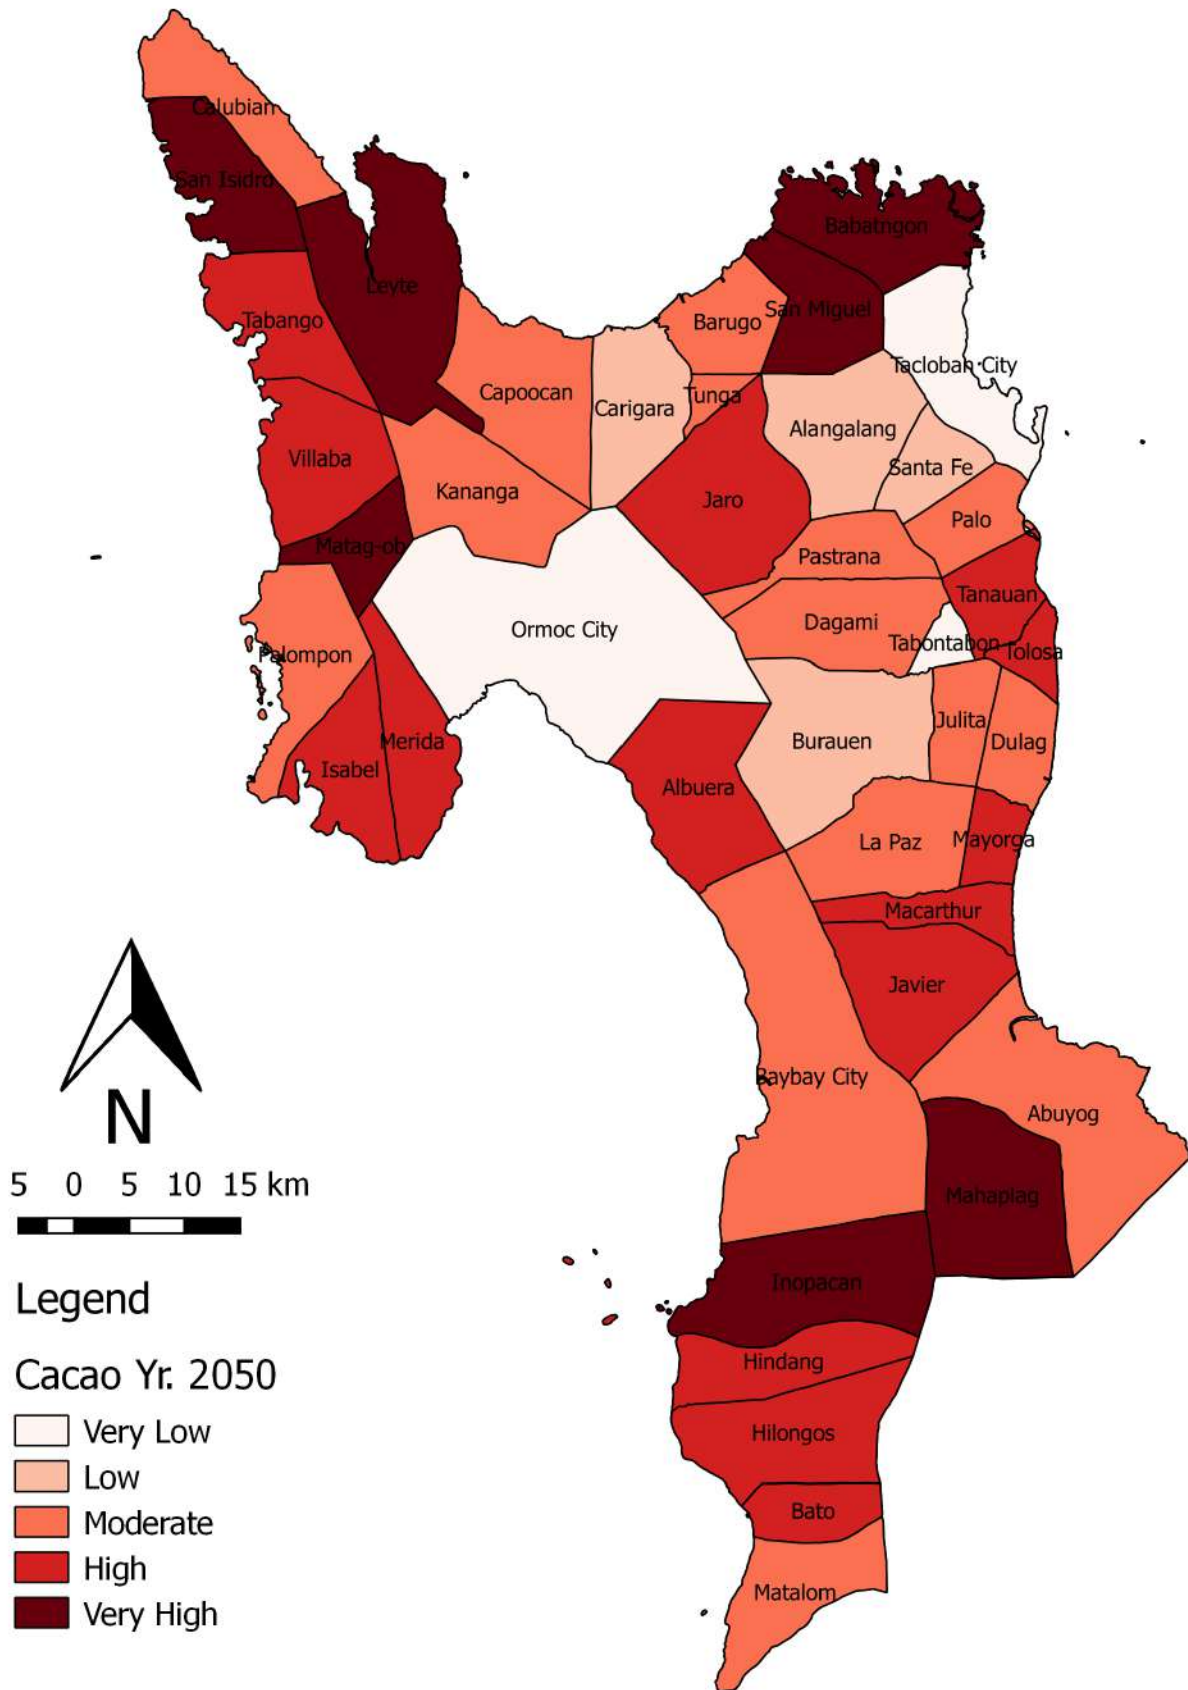 Calubian
San Isidro
Babatngon
Leyte
San Miguel
Tabango
Barugo
Tacloban City
Capoocan
Tunga
Carigara
Alangalang
Villaba
Santa Fe
Kananga
Jaro
Palo
Matag-ob
Pastrana
Tanauan
Ormoc City
Dagami
Tabontabon
Palompon
Tolosa
Julita
Merida
Burauen
Dulag
Isabel
Albuera
La Paz
Mayorga
Macarthur
Javier
Baybay City
N
Abuyog
5 0 5 10 15 km
Mahaplag
Inopacan
Legend
Hindang
Cacao Yr. 2050
Very Low
Hilongos
Low
Bato
Moderate
High
Matalom
Very High